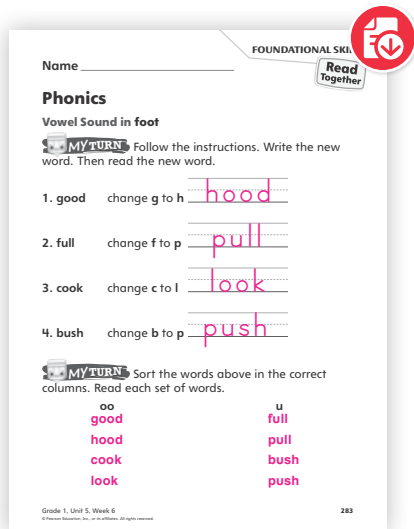 FOUNDATIONAL
Name
Read
Together
Phonics
Vowel Sound in foot
MY TURN Follow the instructions. Write the new
word. Then read the new word.
1. good change g to h hood
2. full change f to p pull
3. cook change c to l look
4. bush change b to p push
MY TURN Sort the words above in the correct
columns. Read each set of words.
oo u
good full
hood pull
cook bush
look push
Grade 1, Unit 5, Week 6 283
© Pearson Education, Inc., or its affiliates. All rights reserved.